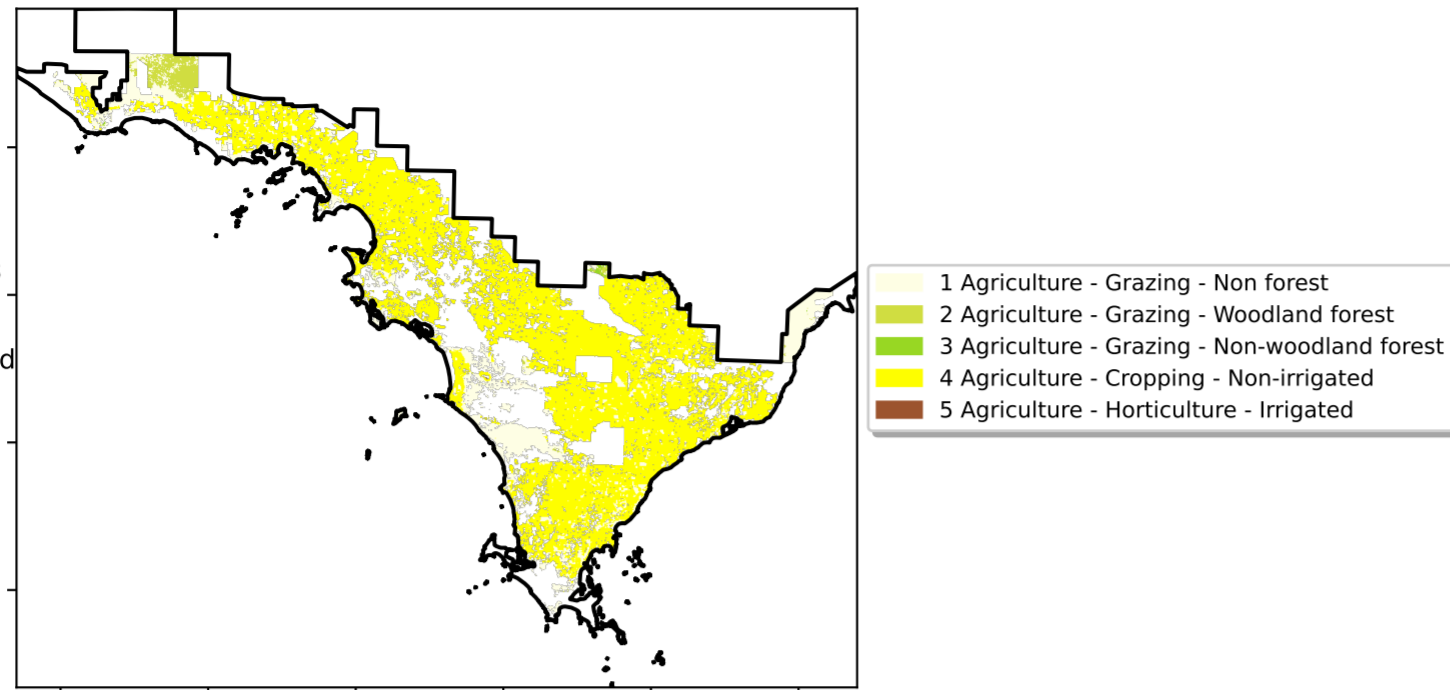 1 Agriculture - Grazing - Non forest
2 Agriculture - Grazing - Woodland forest
3 Agriculture - Grazing - Non-woodland forest
4 Agriculture - Cropping - Non-irrigated
5 Agriculture - Horticulture - Irrigated
d